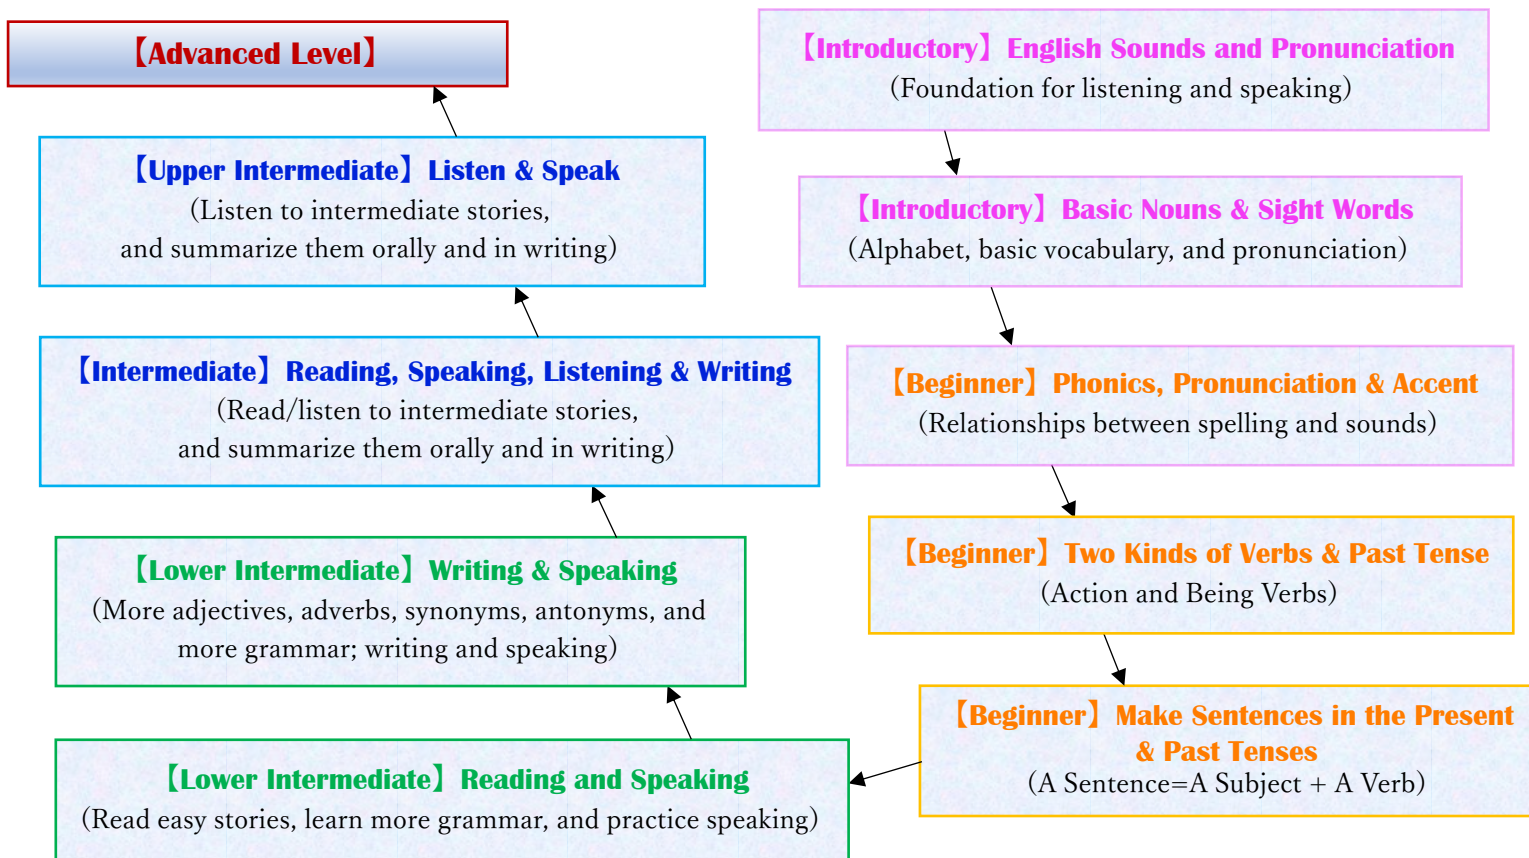 【Advanced Level】
【Upper Intermediate】Listen & Speak
(Listen to intermediate stories,
and summarize them orally and in writing)
【Intermediate】Reading, Speaking, Listening & Writing
(Read/listen to intermediate stories,
and summarize them orally and in writing)
【Lower Intermediate】Writing & Speaking
(More adjectives, adverbs, synonyms, antonyms, and
more grammar; writing and speaking)
【Lower Intermediate】Reading and Speaking
(Read easy stories, learn more grammar, and practice speaking)
【Introductory】English Sounds and Pronunciation
(Foundation for listening and speaking)
【Introductory】Basic Nouns & Sight Words
(Alphabet, basic vocabulary, and pronunciation)
【Beginner】Phonics, Pronunciation & Accent
(Relationships between spelling and sounds)
【Beginner】Two Kinds of Verbs & Past Tense
(Action and Being Verbs)
【Beginner】Make Sentences in the Present
& Past Tenses
(A Sentence=A Subject + A Verb)